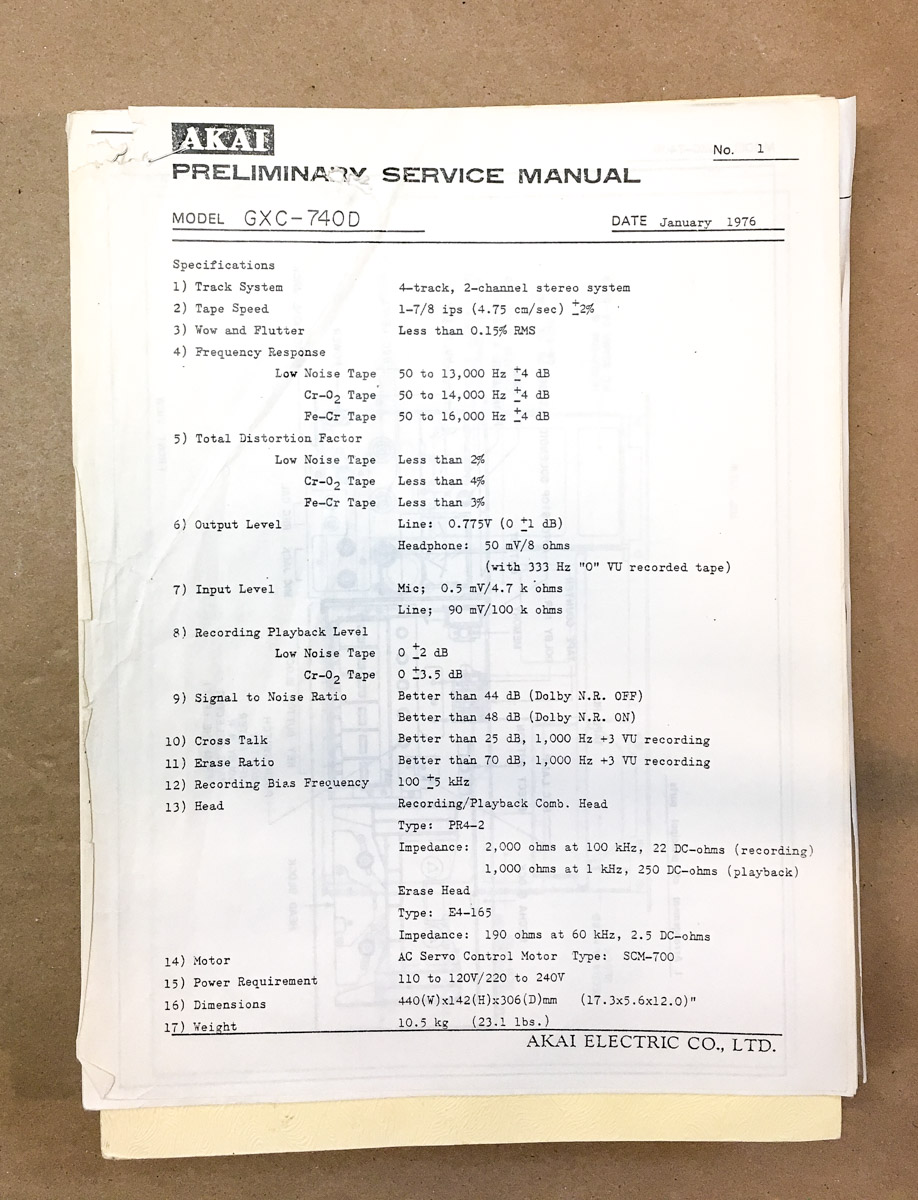 AKAI
No. 1
PRELIMINARY SERVICE MANUAL
MODEL GXC-740D DATE January 1976
Specifications
1) Track System 4-track, 2-channel stereo system
2) Tape Speed 1-7/8 ips (4.75 cm/sec) ±2%
3) Wow and Flutter Less than 0.15% RMS
4) Frequency Response
Low Noise Tape 50 to 13,000 Hz ±4 dB
Cr-O2 Tape 50 to 14,000 Hz ±4 dB
Fe-Cr Tape 50 to 16,000 Hz ±4 dB
5) Total Distortion Factor
Low Noise Tape Less than 2%
Cr-O2 Tape Less than 4%
Fe-Cr Tape Less than 3%
6) Output Level Line: 0.775V (0 ±1 dB)
Headphone: 50 mV/8 ohms
(with 333 Hz "0" VU recorded tape)
7) Input Level Mic; 0.5 mV/4.7 k ohms
Line; 90 mV/100 k ohms
8) Recording Playback Level
Low Noise Tape 0 ±2 dB
Cr-O2 Tape 0 ±3.5 dB
9) Signal to Noise Ratio Better than 44 dB (Dolby N.R. OFF)
Better than 48 dB (Dolby N.R. ON)
10) Cross Talk Better than 25 dB, 1,000 Hz +3 VU recording
11) Erase Ratio Better than 70 dB, 1,000 Hz +3 VU recording
12) Recording Bias Frequency 100 ±5 kHz
13) Head Recording/Playback Comb. Head
Type: PR4-2
Impedance: 2,000 ohms at 100 kHz, 22 DC-ohms (recording)
1,000 ohms at 1 kHz, 250 DC-ohms (playback)
Erase Head
Type: E4-165
Impedance: 190 ohms at 60 kHz, 2.5 DC-ohms
14) Motor AC Servo Control Motor Type: SCM-700
15) Power Requirement 110 to 120V/220 to 240V
16) Dimensions 440(W)x142(H)x306(D)mm (17.3x5.6x12.0)"
17) Weight 10.5 kg (23.1 lbs.)
AKAI ELECTRIC CO., LTD.